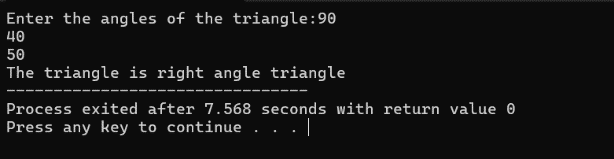 Enter the angles of the triangle:90
40
50
The triangle is right angle triangle
--------------------------------
Process exited after 7.568 seconds with return value 0
Press any key to continue . . .